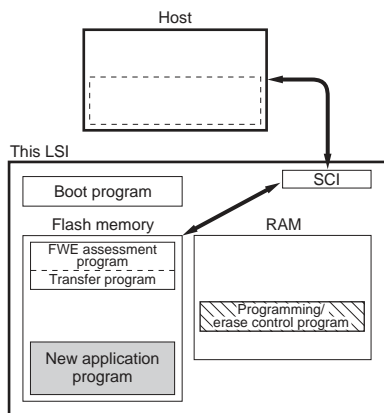 Host
This LSI
SCI
Boot program
Flash memory
RAM
FWE assessment
program
Transfer program
Programming/
erase control program
New application
program